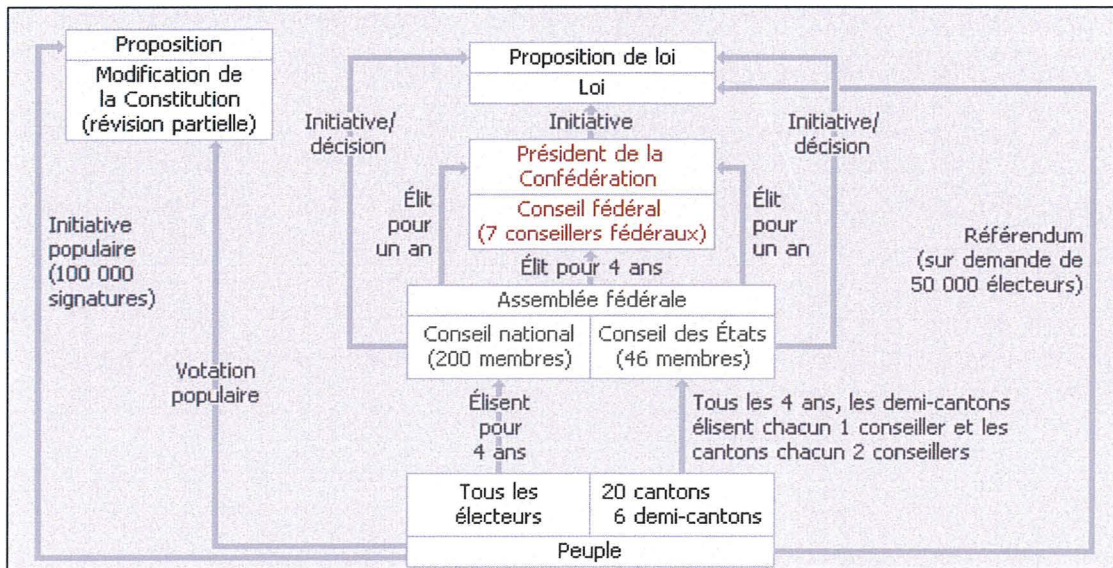 Proposition
Modification de
la Constitution
(révision partielle)
Proposition de loi
Loi
Initiative/
décision
Initiative
Initiative/
décision
Président de la
Confédération
Conseil fédéral
(7 conseillers fédéraux)
Élit
pour
un an
Élit
pour
un an
Initiative
populaire
(100 000
signatures)
Référendum
(sur demande de
50 000 électeurs)
Élit pour 4 ans
Assemblée fédérale
Conseil national
(200 membres)
Conseil des États
(46 membres)
Votation
populaire
Élisent
pour
4 ans
Tous les 4 ans, les demi-cantons
élisent chacun 1 conseiller et les
cantons chacun 2 conseillers
Tous les
électeurs
20 cantons
6 demi-cantons
Peuple